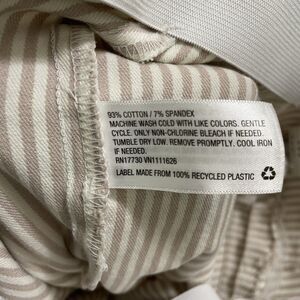 93% COTTON / 7% SPANDEX
MACHINE WASH COLD WITH LIKE COLORS. GENTLE
CYCLE. ONLY NON-CHLORINE BLEACH IF NEEDED.
TUMBLE DRY LOW. REMOVE PROMPTLY. COOL IRON
IF NEEDED.
RN17730 VN1111626
LABEL MADE FROM 100% RECYCLED PLASTIC